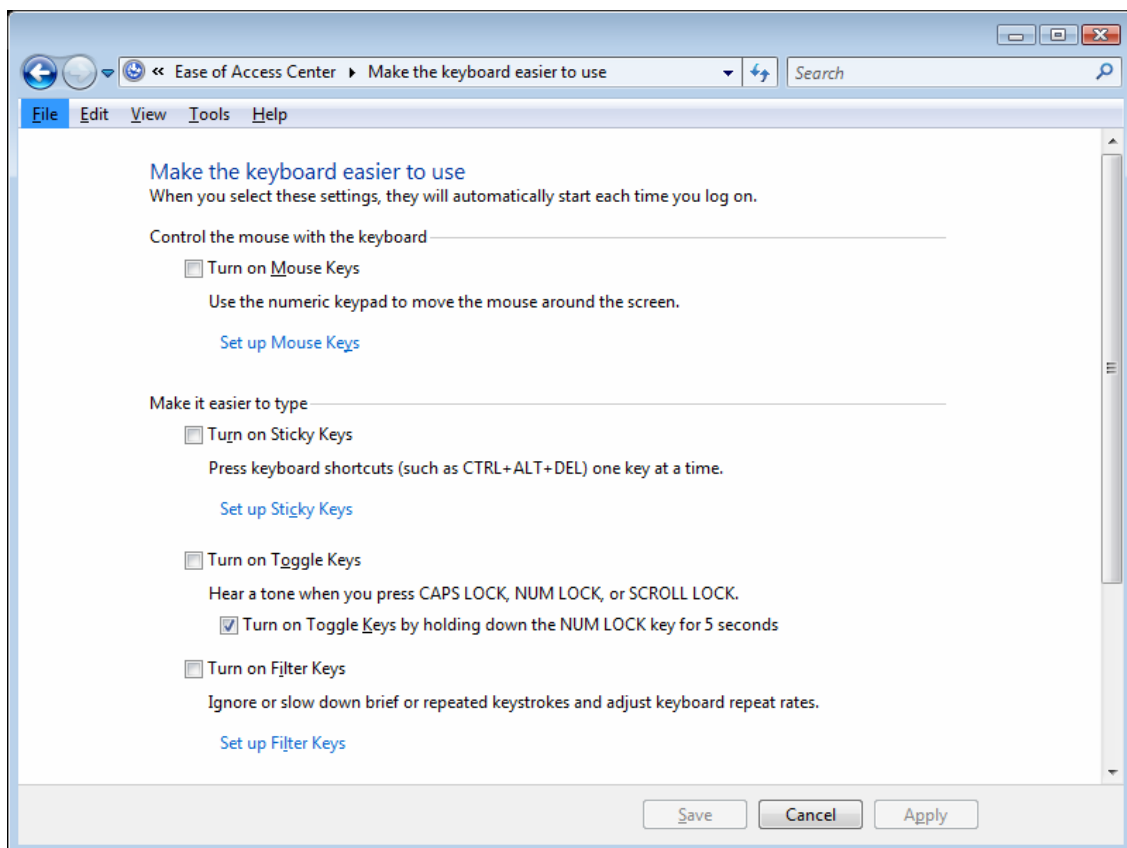 « Ease of Access Center ▸ Make the keyboard easier to use
Search
File Edit View Tools Help
Make the keyboard easier to use
When you select these settings, they will automatically start each time you log on.
Control the mouse with the keyboard
Turn on Mouse Keys
Use the numeric keypad to move the mouse around the screen.
Set up Mouse Keys
Make it easier to type
Turn on Sticky Keys
Press keyboard shortcuts (such as CTRL+ALT+DEL) one key at a time.
Set up Sticky Keys
Turn on Toggle Keys
Hear a tone when you press CAPS LOCK, NUM LOCK, or SCROLL LOCK.
Turn on Toggle Keys by holding down the NUM LOCK key for 5 seconds
Turn on Filter Keys
Ignore or slow down brief or repeated keystrokes and adjust keyboard repeat rates.
Set up Filter Keys
Save Cancel Apply